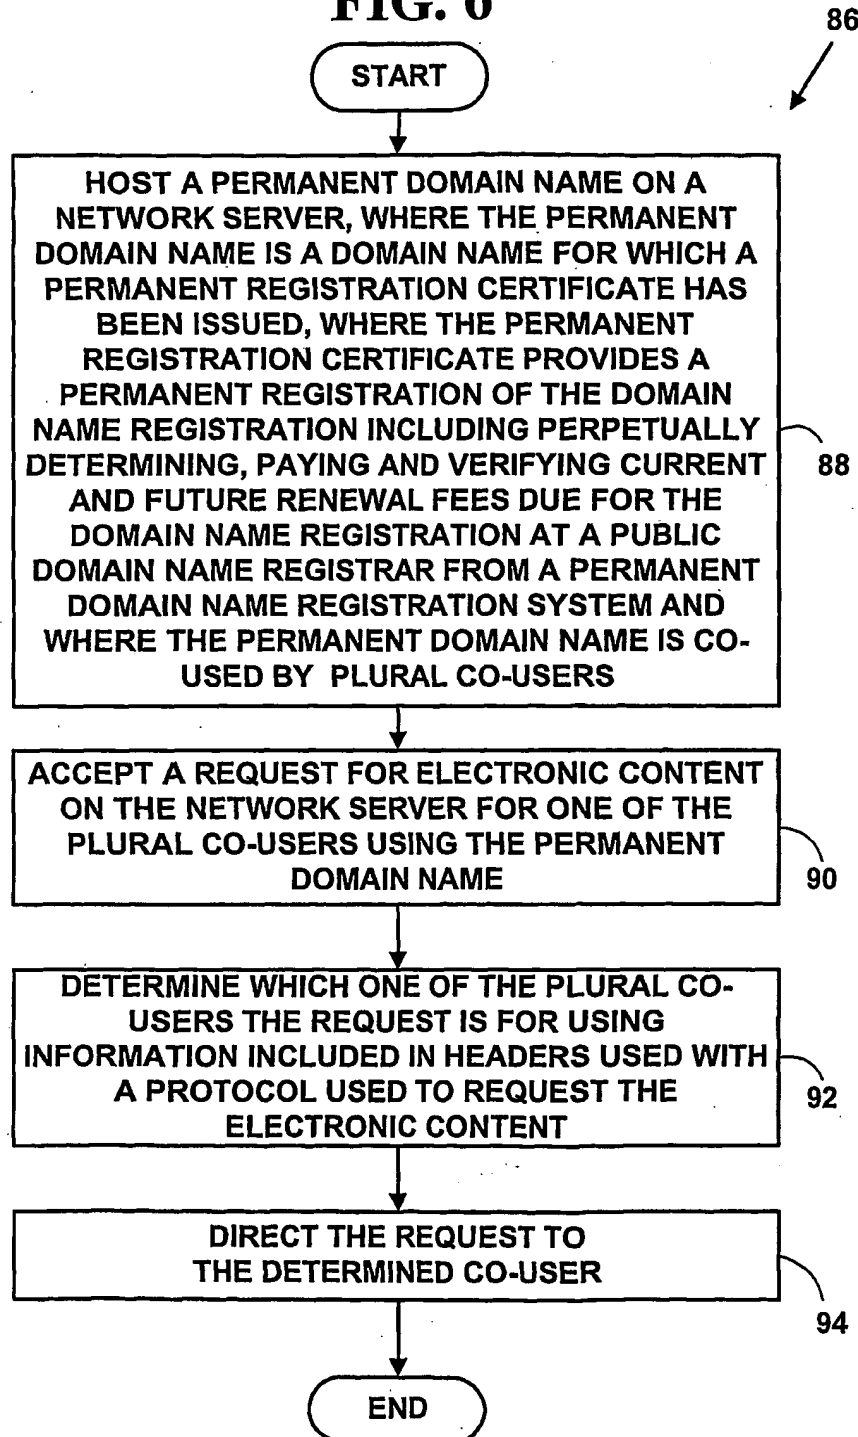 FIG. 6
86
START
HOST A PERMANENT DOMAIN NAME ON A
NETWORK SERVER, WHERE THE PERMANENT
DOMAIN NAME IS A DOMAIN NAME FOR WHICH A
PERMANENT REGISTRATION CERTIFICATE HAS
BEEN ISSUED, WHERE THE PERMANENT
REGISTRATION CERTIFICATE PROVIDES A
PERMANENT REGISTRATION OF THE DOMAIN
NAME REGISTRATION INCLUDING PERPETUALLY
DETERMINING, PAYING AND VERIFYING CURRENT
AND FUTURE RENEWAL FEES DUE FOR THE
DOMAIN NAME REGISTRATION AT A PUBLIC
DOMAIN NAME REGISTRAR FROM A PERMANENT
DOMAIN NAME REGISTRATION SYSTEM AND
WHERE THE PERMANENT DOMAIN NAME IS CO-
USED BY PLURAL CO-USERS
88
ACCEPT A REQUEST FOR ELECTRONIC CONTENT
ON THE NETWORK SERVER FOR ONE OF THE
PLURAL CO-USERS USING THE PERMANENT
DOMAIN NAME
90
DETERMINE WHICH ONE OF THE PLURAL CO-
USERS THE REQUEST IS FOR USING
INFORMATION INCLUDED IN HEADERS USED WITH
A PROTOCOL USED TO REQUEST THE
ELECTRONIC CONTENT
92
DIRECT THE REQUEST TO
THE DETERMINED CO-USER
94
END